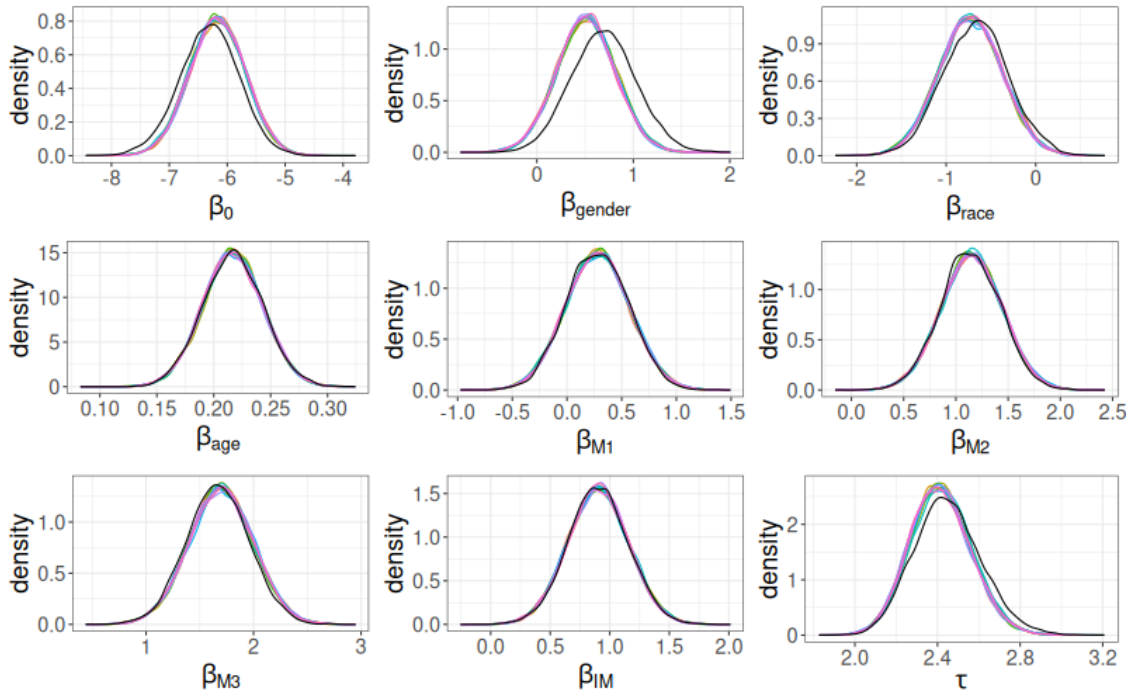 density
0.8
0.6
0.4
0.2
0.0
-8 -7 -6 -5 -4
β0
density
1.0
0.5
0.0
0 1 2
βgender
density
0.9
0.6
0.3
0.0
-2 -1 0
βrace
density
15
10
5
0
0.10 0.15 0.20 0.25 0.30
βage
density
1.0
0.5
0.0
-1.0 -0.5 0.0 0.5 1.0 1.5
βM1
density
1.0
0.5
0.0
0.0 0.5 1.0 1.5 2.0 2.5
βM2
density
1.0
0.5
0.0
1 2 3
βM3
density
1.5
1.0
0.5
0.0
0.0 0.5 1.0 1.5 2.0
βIM
density
2
1
0
2.0 2.4 2.8 3.2
τ